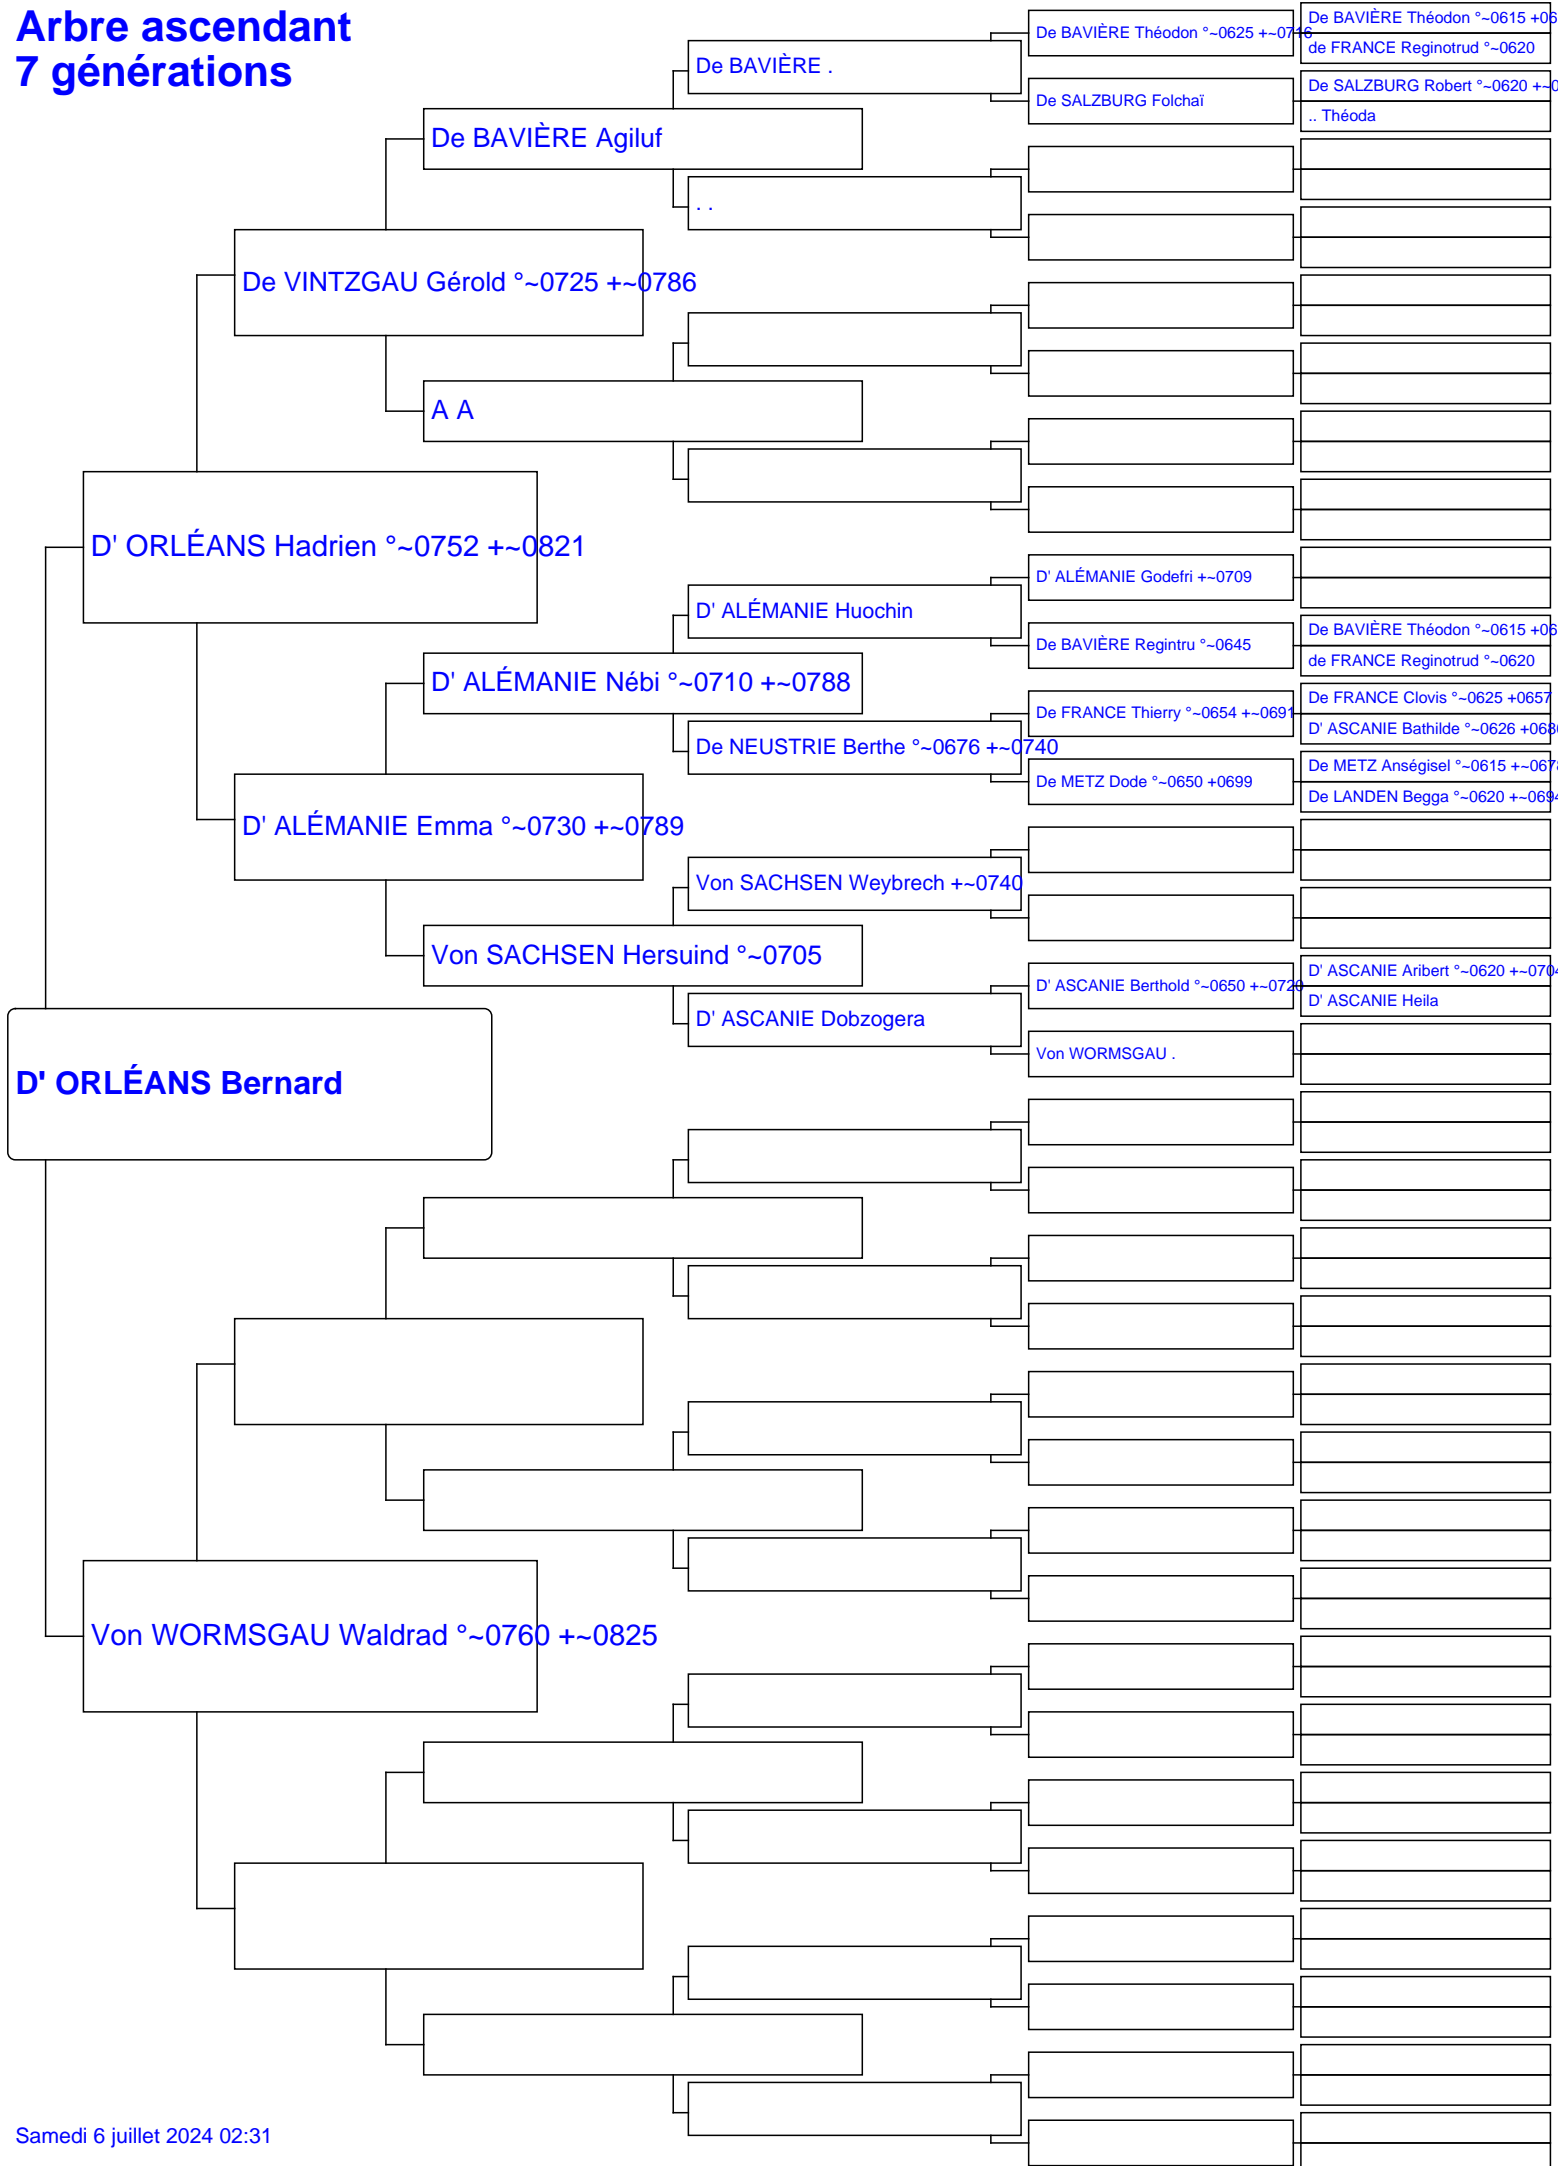 Arbre ascendant
7 générations
De BAVIÈRE Théodon °~0615 +06
De BAVIÈRE Théodon °~0625 +~0716
de FRANCE Reginotrud °~0620
De BAVIÈRE .
De SALZBURG Robert °~0620 +~0
De SALZBURG Folchaï
.. Théoda
De BAVIÈRE Agiluf
. .
De VINTZGAU Gérold °~0725 +~0786
A A
D' ORLÉANS Hadrien °~0752 +~0821
D' ALÉMANIE Godefri +~0709
D' ALÉMANIE Huochin
De BAVIÈRE Théodon °~0615 +06
De BAVIÈRE Regintru °~0645
de FRANCE Reginotrud °~0620
D' ALÉMANIE Nébi °~0710 +~0788
De FRANCE Clovis °~0625 +0657
De FRANCE Thierry °~0654 +~0691
D' ASCANIE Bathilde °~0626 +0680
De NEUSTRIE Berthe °~0676 +~0740
De METZ Anségisel °~0615 +~0678
De METZ Dode °~0650 +0699
De LANDEN Begga °~0620 +~0694
D' ALÉMANIE Emma °~0730 +~0789
Von SACHSEN Weybrech +~0740
Von SACHSEN Hersuind °~0705
D' ASCANIE Aribert °~0620 +~0704
D' ASCANIE Berthold °~0650 +~0720
D' ASCANIE Heila
D' ASCANIE Dobzogera
Von WORMSGAU .
D' ORLÉANS Bernard
Von WORMSGAU Waldrad °~0760 +~0825
Samedi 6 juillet 2024 02:31